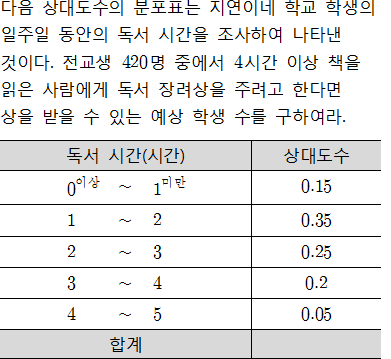 다음 상대도수의 분포표는 지연이네 학교 학생의
일주일 동안의 독서 시간을 조사하여 나타낸
것이다. 전교생 420명 중에서 4시간 이상 책을
읽은 사람에게 독서 장려상을 주려고 한다면
상을 받을 수 있는 예상 학생 수를 구하여라.
독서 시간(시간) 상대도수
0이상 ~ 1미만 0.15
1 ~ 2 0.35
2 ~ 3 0.25
3 ~ 4 0.2
4 ~ 5 0.05
합계